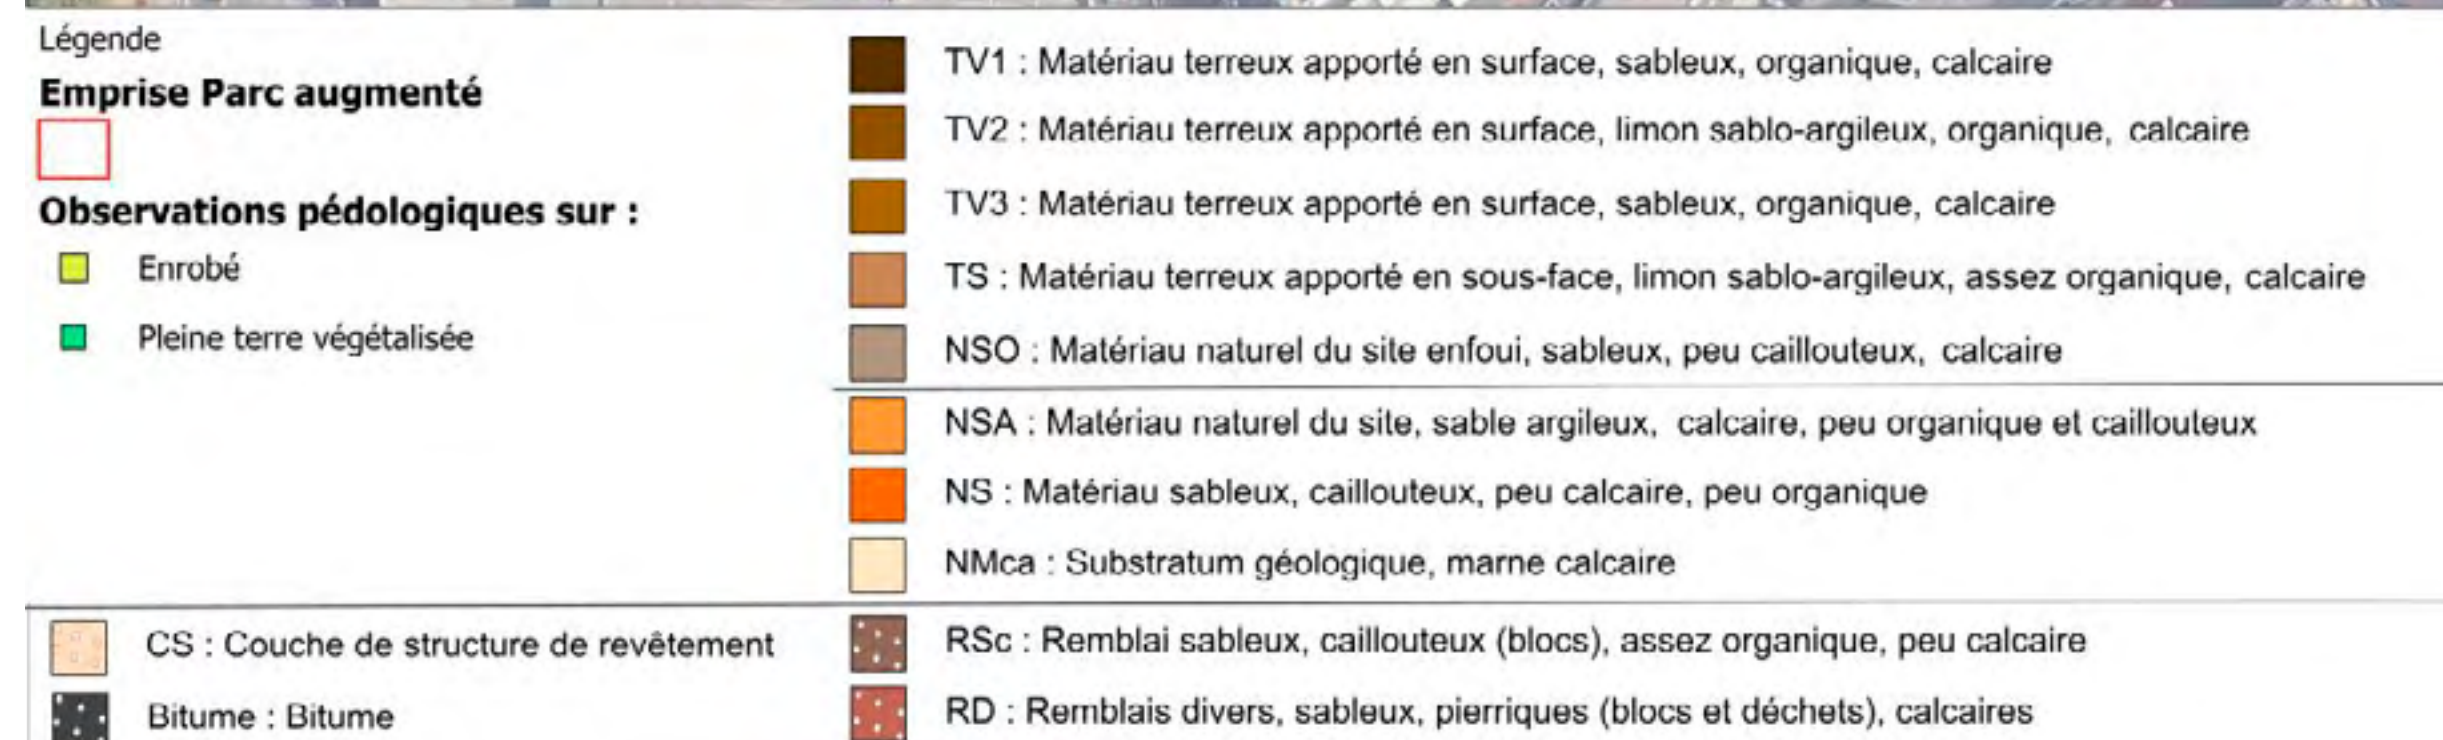 Légende
Emprise Parc augmenté
Observations pédologiques sur :
Enrobé
Pleine terre végétalisée
TV1 : Matériau terreux apporté en surface, sableux, organique, calcaire
TV2 : Matériau terreux apporté en surface, limon sablo-argileux, organique, calcaire
TV3 : Matériau terreux apporté en surface, sableux, organique, calcaire
TS : Matériau terreux apporté en sous-face, limon sablo-argileux, assez organique, calcaire
NSO : Matériau naturel du site enfoui, sableux, peu caillouteux, calcaire
NSA : Matériau naturel du site, sable argileux, calcaire, peu organique et caillouteux
NS : Matériau sableux, caillouteux, peu calcaire, peu organique
NMca : Substratum géologique, marne calcaire
CS : Couche de structure de revêtement
Bitume : Bitume
RSc : Remblai sableux, caillouteux (blocs), assez organique, peu calcaire
RD : Remblais divers, sableux, pierriques (blocs et déchets), calcaires